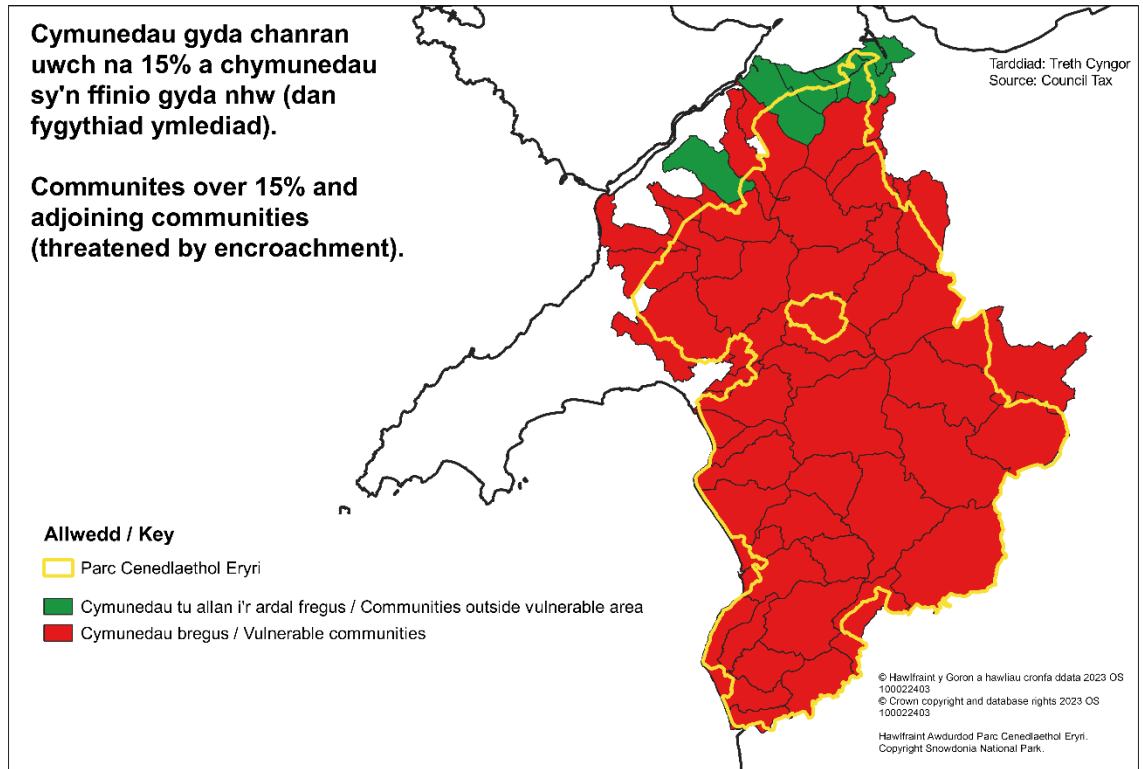 Cymunedau gyda chanran
uwch na 15% a chymunedau
sy'n ffinio gyda nhw (dan
fygythiad ymlediad).
Communites over 15% and
adjoining communities
(threatened by encroachment).
Tarddiad: Treth Cyngor
Source: Council Tax
Allwedd / Key
Parc Cenedlaethol Eryri
Cymunedau tu allan i'r ardal fregus / Communities outside vulnerable area
Cymunedau bregus / Vulnerable communities
© Hawlfraint y Goron a hawliau cronfa ddata 2023 OS
100022403
© Crown copyright and database rights 2023 OS
100022403
Hawlfraint Awdurdod Parc Cenedlaethol Eryri.
Copyright Snowdonia National Park.